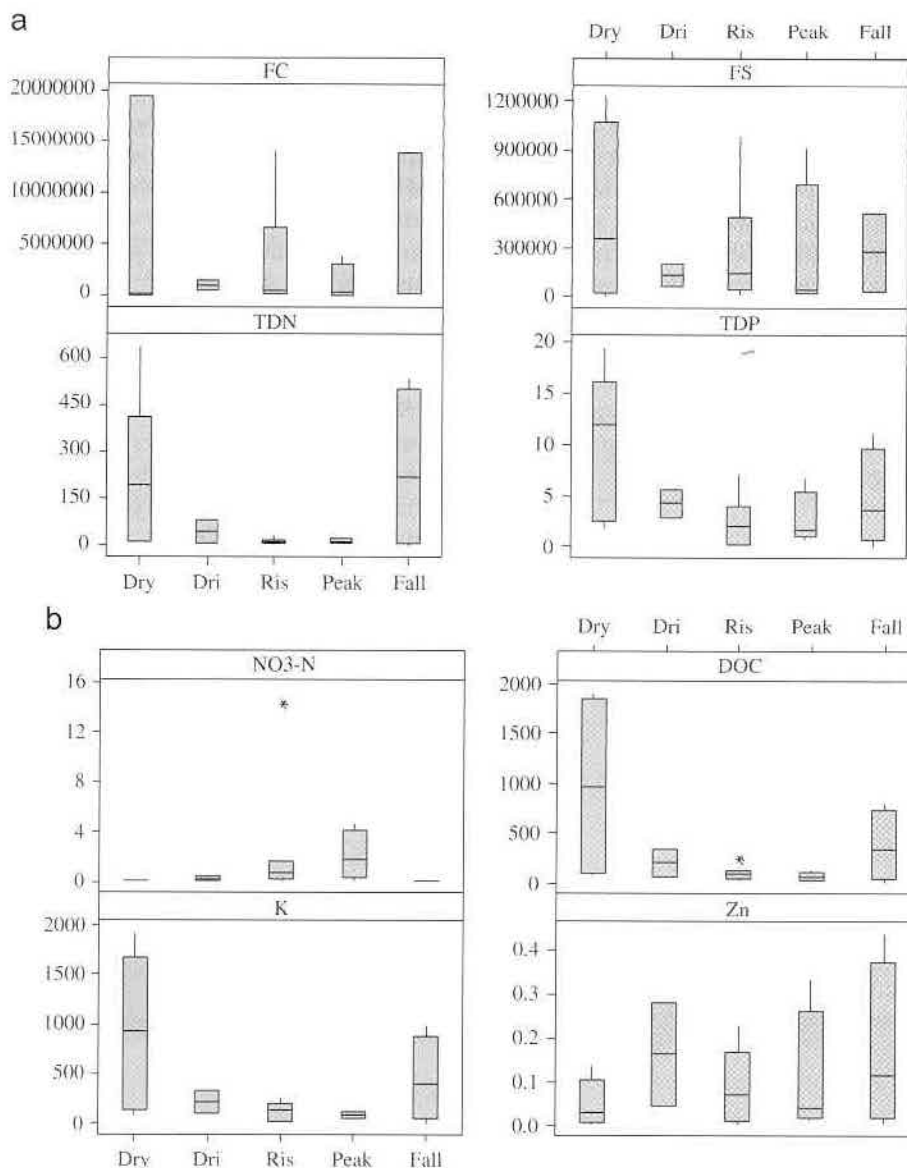 a
Dry Dri Ris Peak Fall
FC
20000000
15000000
10000000
5000000
0
FS
1200000
900000
600000
300000
0
TDN
600
450
300
150
0
Dry Dri Ris Peak Fall
TDP
20
15
10
5
0
b
Dry Dri Ris Peak Fall
NO3-N
16
12
8
4
0
DOC
2000
1500
1000
500
0
K
2000
1500
1000
500
0
Dry Dri Ris Peak Fall
Zn
0.4
0.3
0.2
0.1
0.0